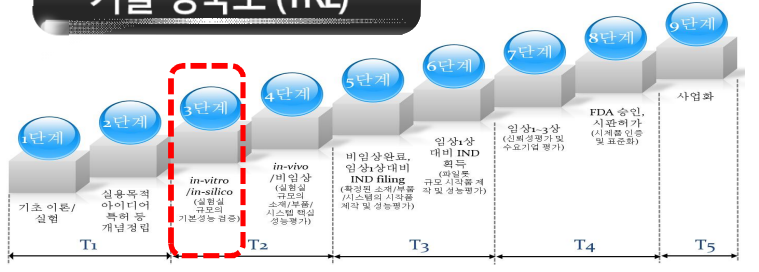 기술 성숙도 (TRL)
1단계
2단계
3단계
4단계
5단계
6단계
7단계
8단계
9단계
기초 이론/
실험
실용목적
아이디어
특허 등
개념정립
in-vitro
/in-silico
(실험실
규모의
기본성능 검증)
in-vivo
/비임상
(실험실
규모의
소재/부품/
시스템 핵심
성능평가)
비임상완료,
임상1상대비
IND filing
(확정된 소재/부품
/시스템의 시작품
제작 및 성능평가)
임상1상
대비 IND
획득
(파일롯
규모 시작품 제
작 및 성능평가)
임상1~3상
(신뢰성평가 및
수요기업 평가)
FDA 승인,
시판허가
(시제품 인증
및 표준화)
사업화
T1
T2
T3
T4
T5